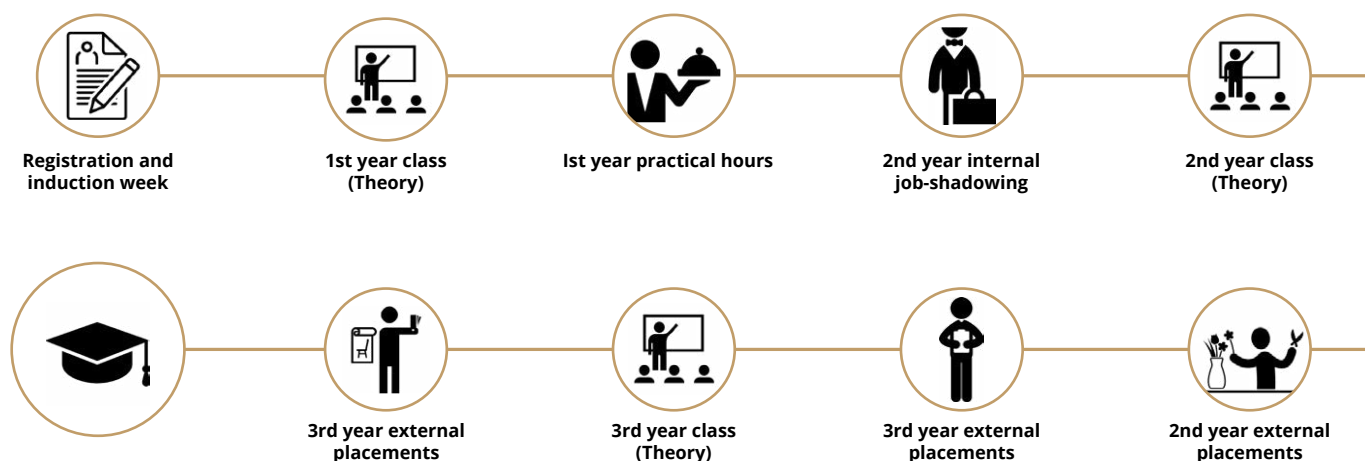 Registration and
induction week
1st year class
(Theory)
Ist year practical hours
2nd year internal
job-shadowing
2nd year class
(Theory)
3rd year external
placements
3rd year class
(Theory)
3rd year external
placements
2nd year external
placements